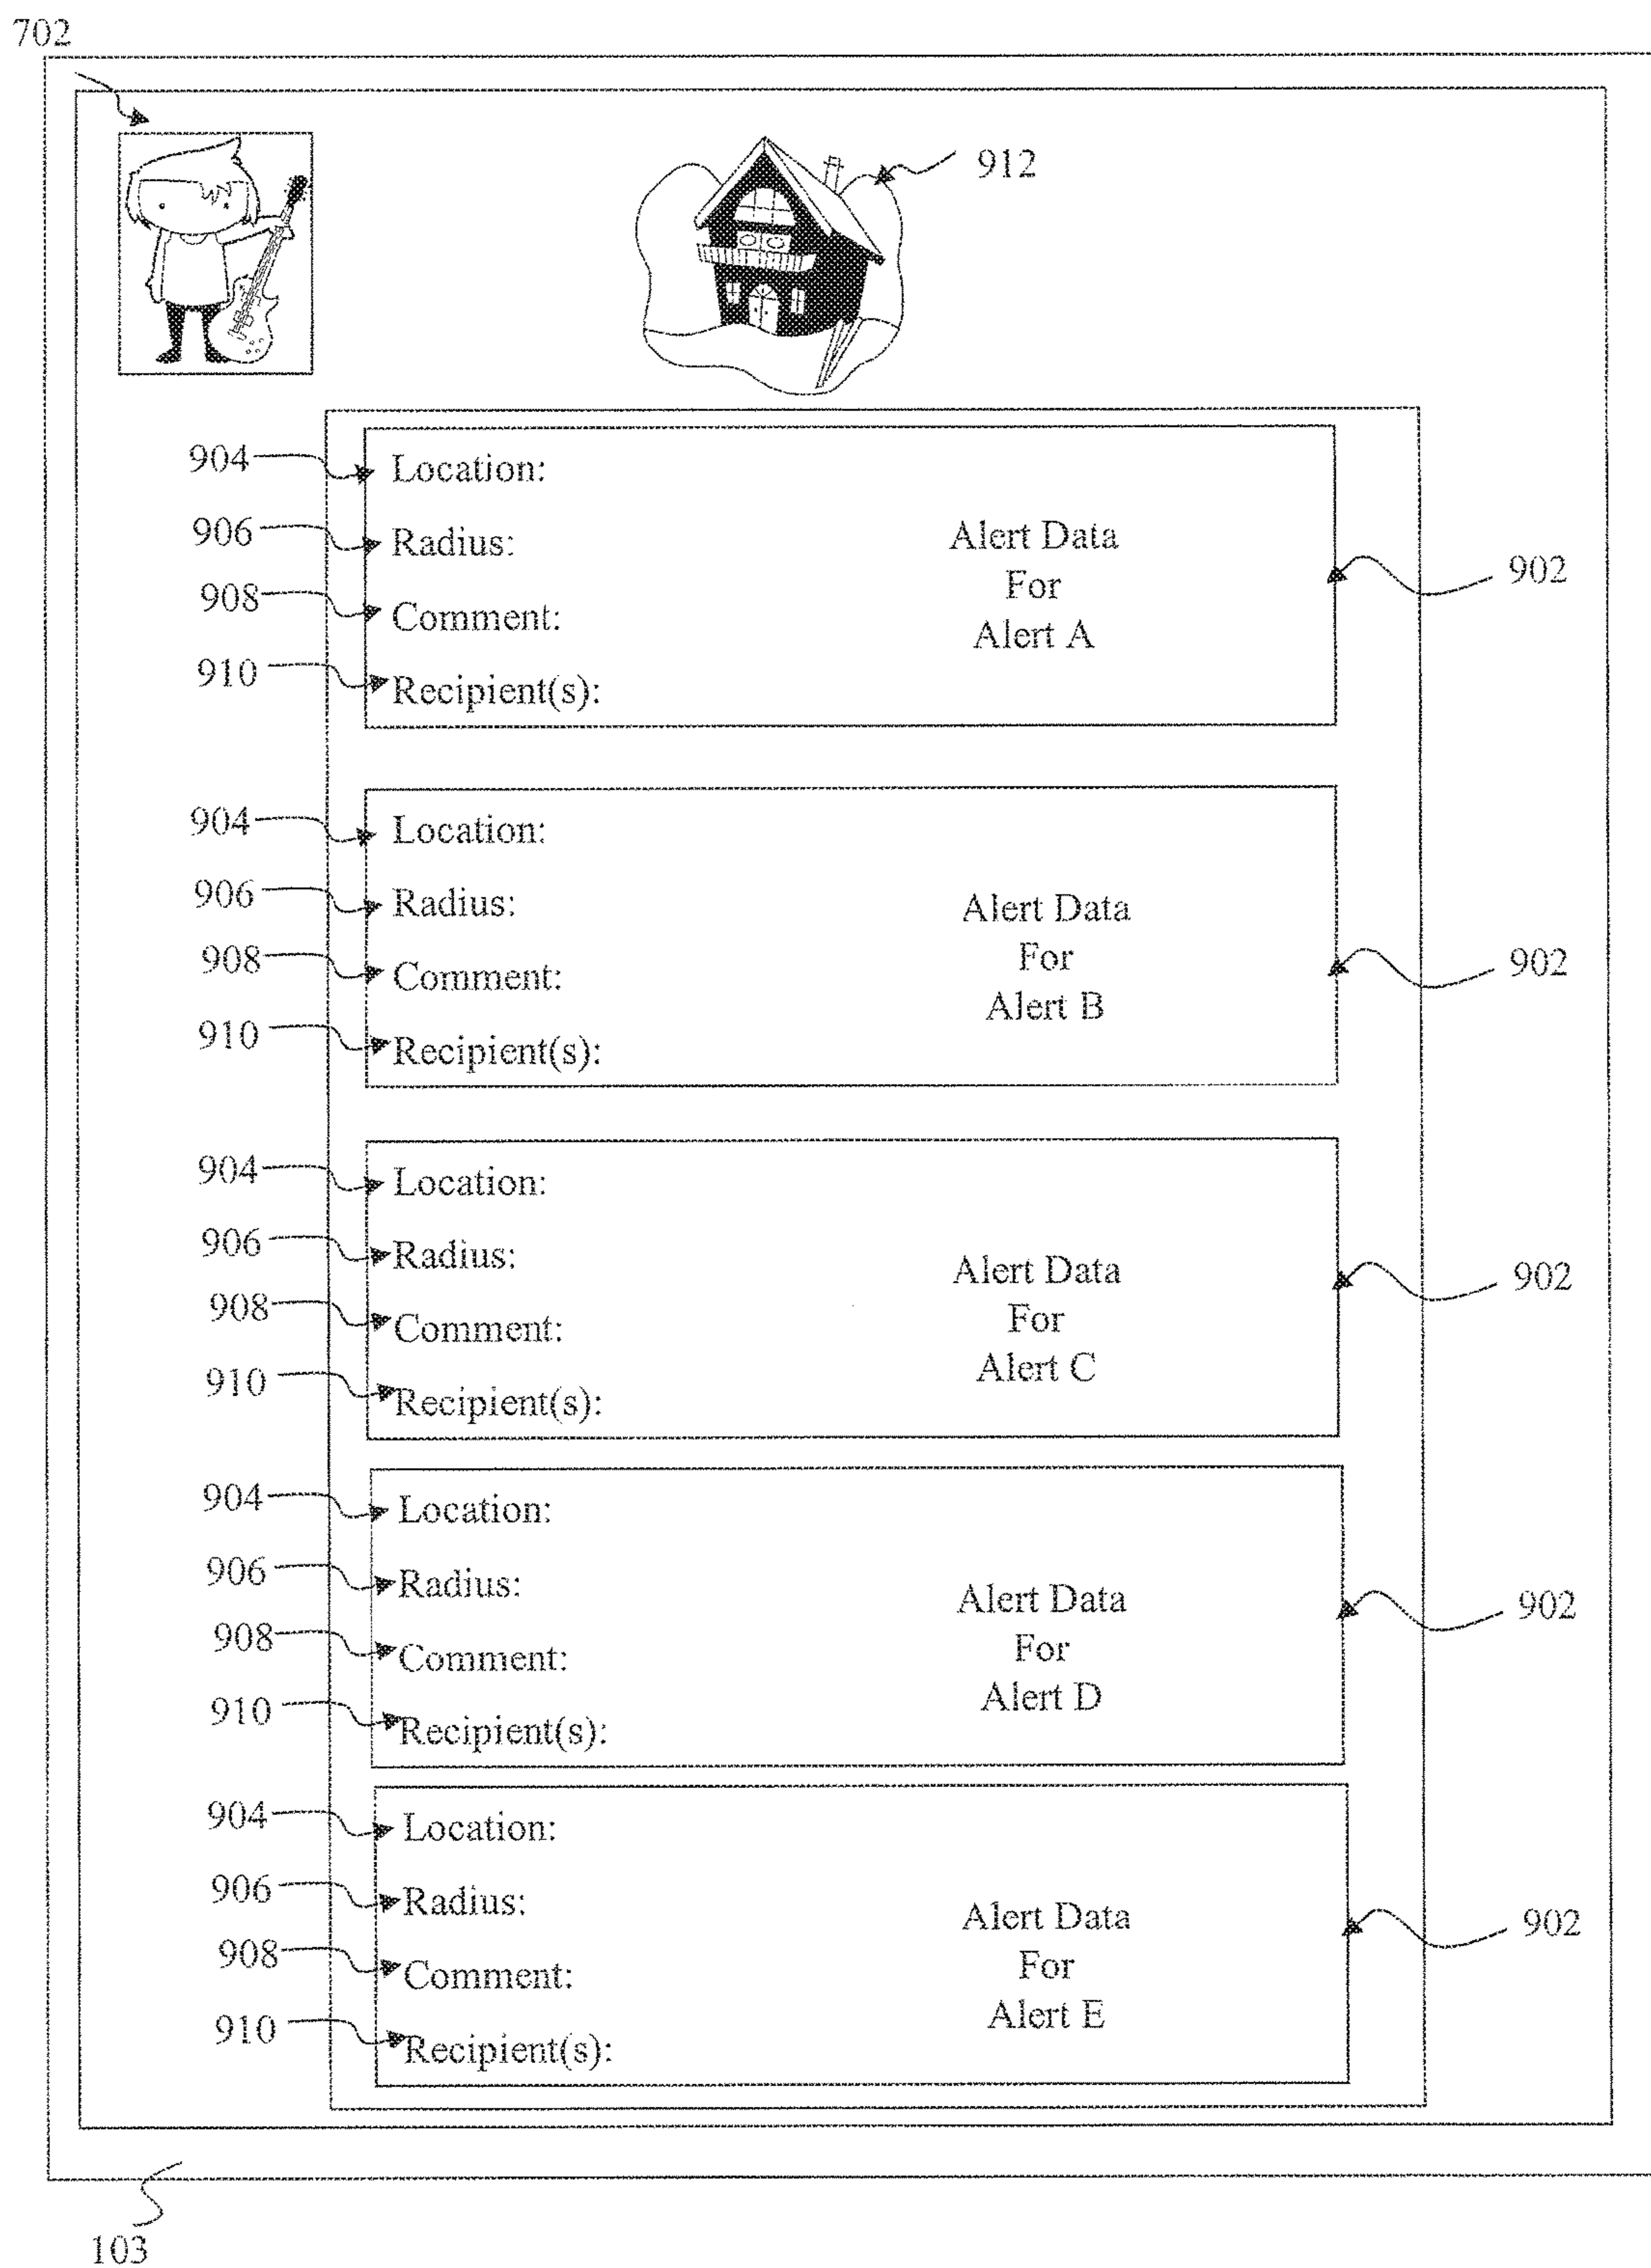 702
912
904 Location:
906 Radius:
908 Comment:
910 Recipient(s):
Alert Data
For
Alert A
902
904 Location:
906 Radius:
908 Comment:
910 Recipient(s):
Alert Data
For
Alert B
902
904 Location:
906 Radius:
908 Comment:
910 Recipient(s):
Alert Data
For
Alert C
902
904 Location:
906 Radius:
908 Comment:
910 Recipient(s):
Alert Data
For
Alert D
902
904 Location:
906 Radius:
908 Comment:
910 Recipient(s):
Alert Data
For
Alert E
902
103